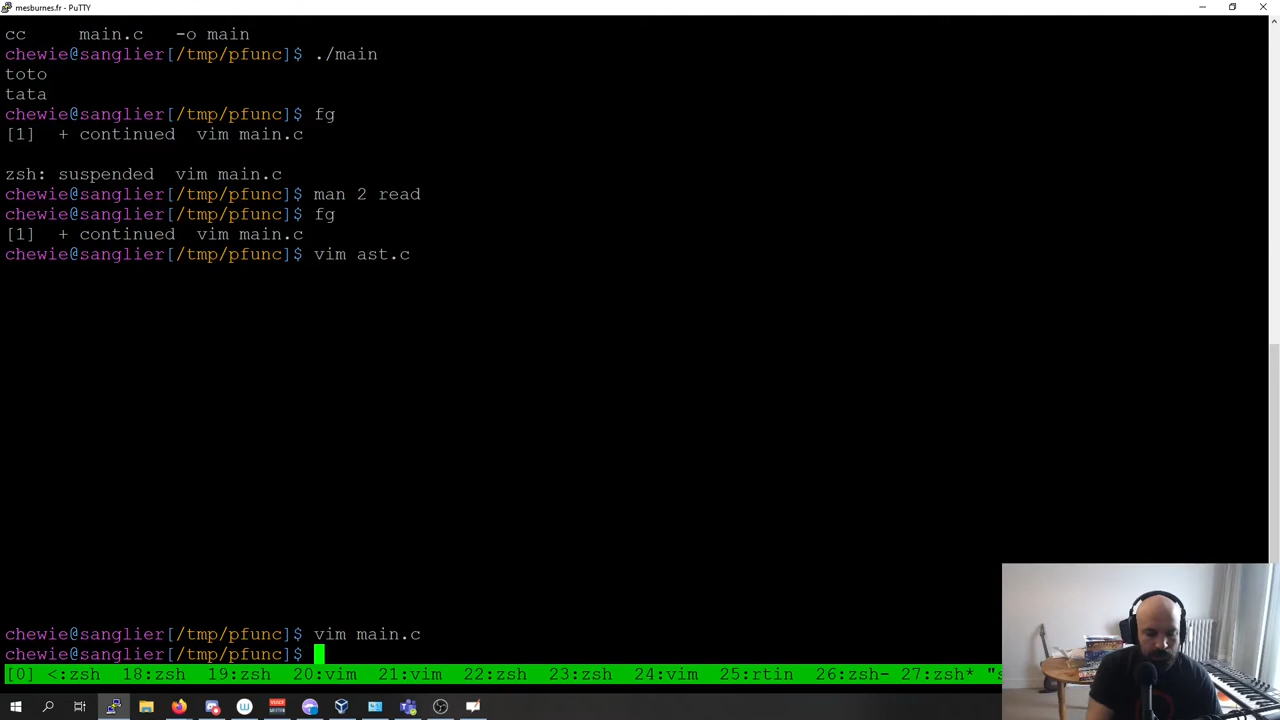 mesburnes.fr - PuTTY
cc     main.c   -o main
chewie@sanglier[/tmp/pfunc]$ ./main
toto
tata
chewie@sanglier[/tmp/pfunc]$ fg
[1]  + continued  vim main.c
zsh: suspended  vim main.c
chewie@sanglier[/tmp/pfunc]$ man 2 read
chewie@sanglier[/tmp/pfunc]$ fg
[1]  + continued  vim main.c
chewie@sanglier[/tmp/pfunc]$ vim ast.c
chewie@sanglier[/tmp/pfunc]$ vim main.c
chewie@sanglier[/tmp/pfunc]$
[0] <:zsh  18:zsh  19:zsh  20:vim  21:vim  22:zsh  23:zsh  24:vim  25:rtin  26:zsh- 27:zsh* "s